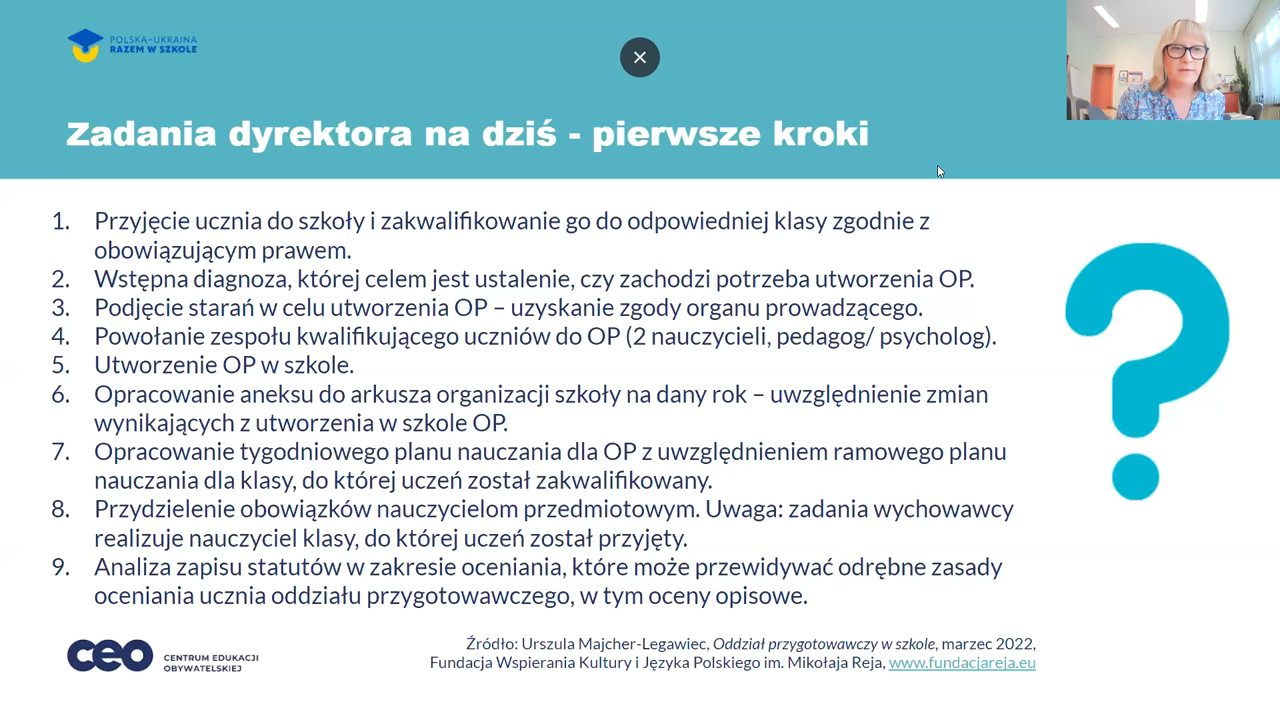 POLSKA-UKRAINA
RAZEM W SZKOLE
Zadania dyrektora na dziś - pierwsze kroki
1. Przyjęcie ucznia do szkoły i zakwalifikowanie go do odpowiedniej klasy zgodnie z
obowiązującym prawem.
2. Wstępna diagnoza, której celem jest ustalenie, czy zachodzi potrzeba utworzenia OP.
3. Podjęcie starań w celu utworzenia OP – uzyskanie zgody organu prowadzącego.
4. Powołanie zespołu kwalifikującego uczniów do OP (2 nauczycieli, pedagog/ psycholog).
5. Utworzenie OP w szkole.
6. Opracowanie aneksu do arkusza organizacji szkoły na dany rok – uwzględnienie zmian
wynikających z utworzenia w szkole OP.
7. Opracowanie tygodniowego planu nauczania dla OP z uwzględnieniem ramowego planu
nauczania dla klasy, do której uczeń został zakwalifikowany.
8. Przydzielenie obowiązków nauczycielom przedmiotowym. Uwaga: zadania wychowawcy
realizuje nauczyciel klasy, do której uczeń został przyjęty.
9. Analiza zapisu statutów w zakresie oceniania, które może przewidywać odrębne zasady
oceniania ucznia oddziału przygotowawczego, w tym oceny opisowe.
?
Źródło: Urszula Majcher-Legawiec, Oddział przygotowawczy w szkole, marzec 2022,
Fundacja Wspierania Kultury i Języka Polskiego im. Mikołaja Reja, www.fundacjareja.eu
ceo
CENTRUM EDUKACJI
OBYWATELSKIEJ